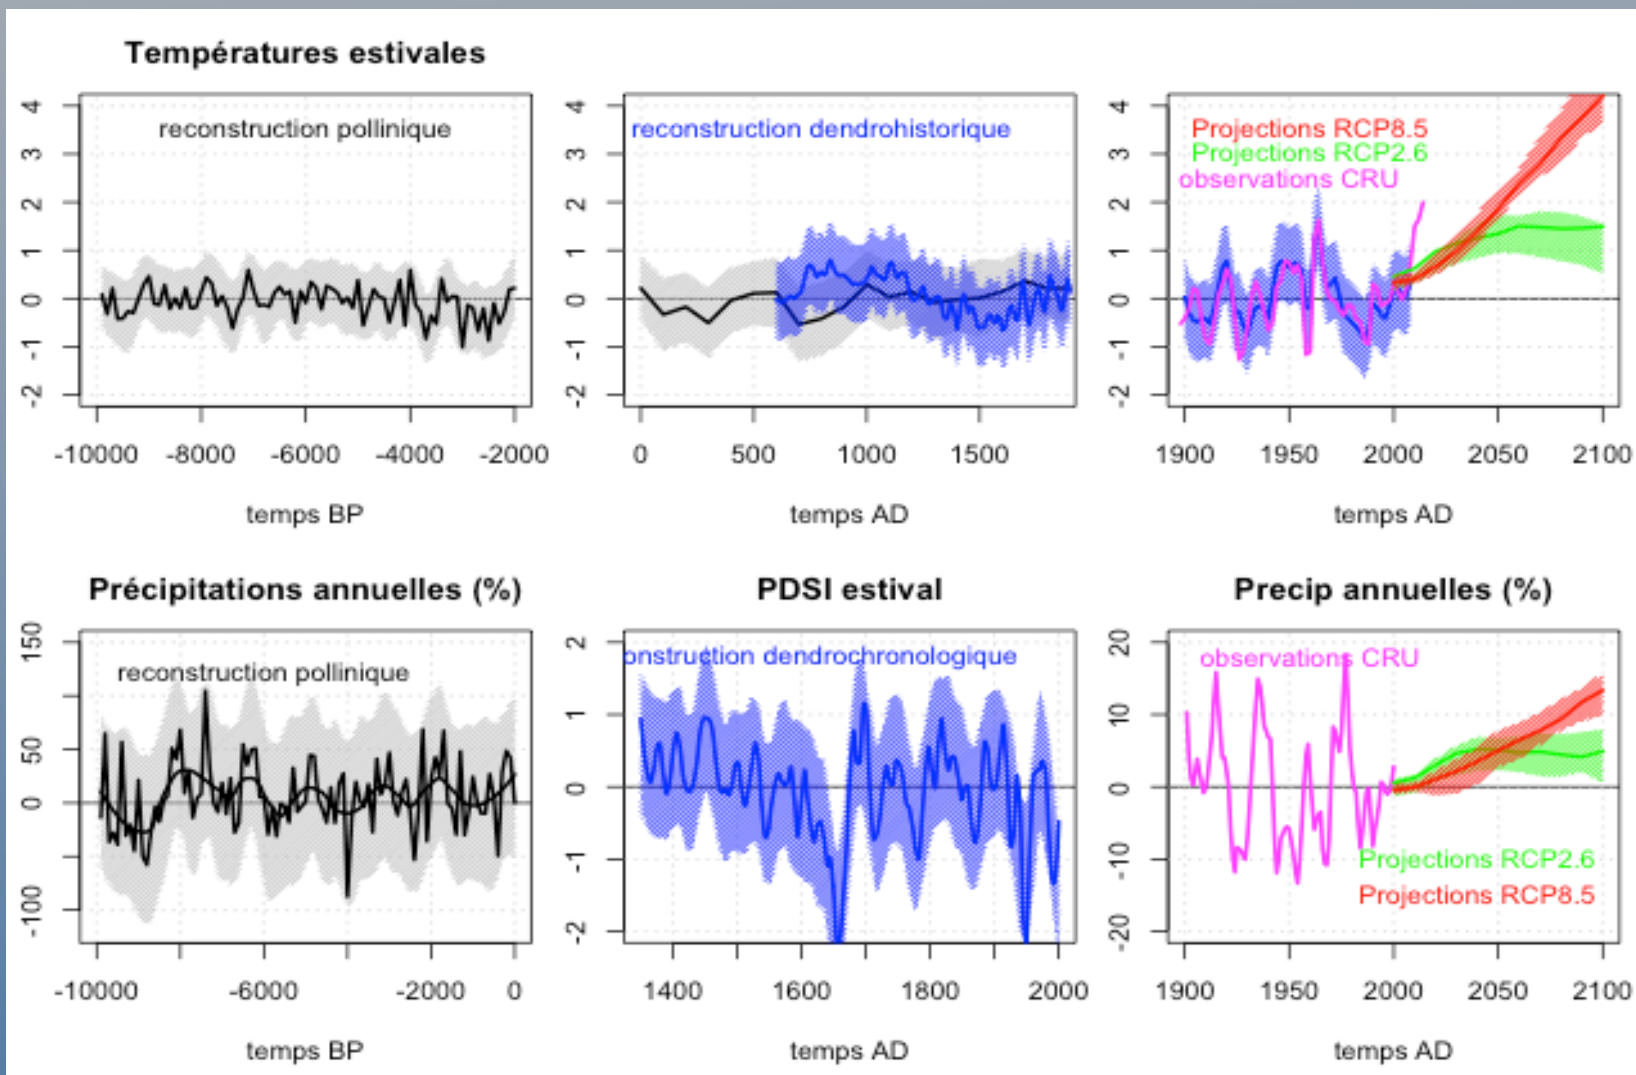 Températures estivales
reconstruction pollinique
4
3
2
1
0
-1
-2
-10000 -8000 -6000 -4000 -2000
temps BP
reconstruction dendrohistorique
4
3
2
1
0
-1
-2
0 500 1000 1500
temps AD
Projections RCP8.5
Projections RCP2.6
observations CRU
4
3
2
1
0
-1
-2
1900 1950 2000 2050 2100
temps AD
Précipitations annuelles (%)
reconstruction pollinique
150
50
0
-100
-10000 -6000 -2000 0
temps BP
PDSI estival
onstruction dendrochronologique
2
1
0
-1
-2
1400 1600 1800 2000
temps AD
Precip annuelles (%)
observations CRU
20
10
0
-10
-20
Projections RCP2.6
Projections RCP8.5
1900 1950 2000 2050 2100
temps AD